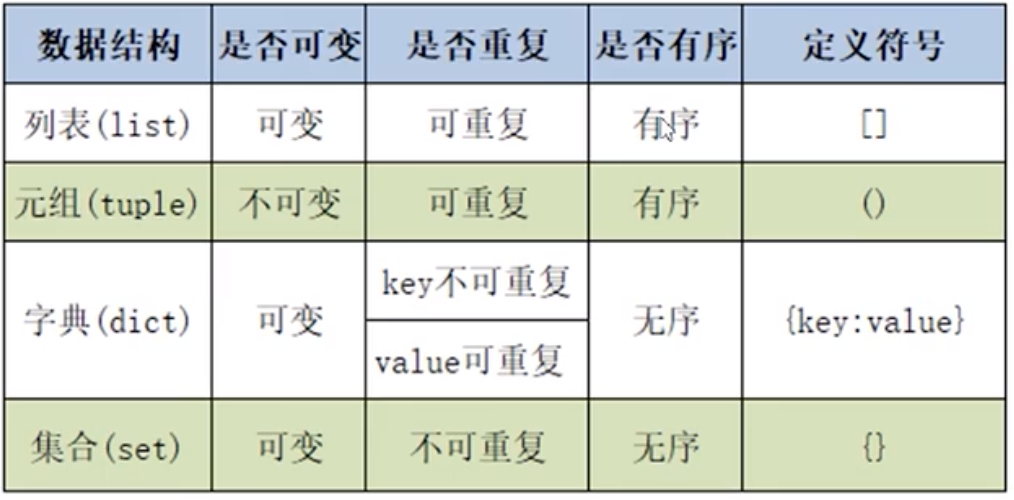 数据结构 是否可变 是否重复 是否有序 定义符号
列表(list) 可变 可重复 有序 []
元组(tuple) 不可变 可重复 有序 ()
字典(dict) 可变 key不可重复 无序 {key:value}
value可重复
集合(set) 可变 不可重复 无序 {}